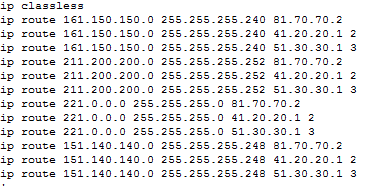 ip classless
ip route 161.150.150.0 255.255.255.240 81.70.70.2
ip route 161.150.150.0 255.255.255.240 41.20.20.1 2
ip route 161.150.150.0 255.255.255.240 51.30.30.1 3
ip route 211.200.200.0 255.255.255.252 81.70.70.2
ip route 211.200.200.0 255.255.255.252 41.20.20.1 2
ip route 211.200.200.0 255.255.255.252 51.30.30.1 3
ip route 221.0.0.0 255.255.255.0 81.70.70.2
ip route 221.0.0.0 255.255.255.0 41.20.20.1 2
ip route 221.0.0.0 255.255.255.0 51.30.30.1 3
ip route 151.140.140.0 255.255.255.248 81.70.70.2
ip route 151.140.140.0 255.255.255.248 41.20.20.1 2
ip route 151.140.140.0 255.255.255.248 51.30.30.1 3